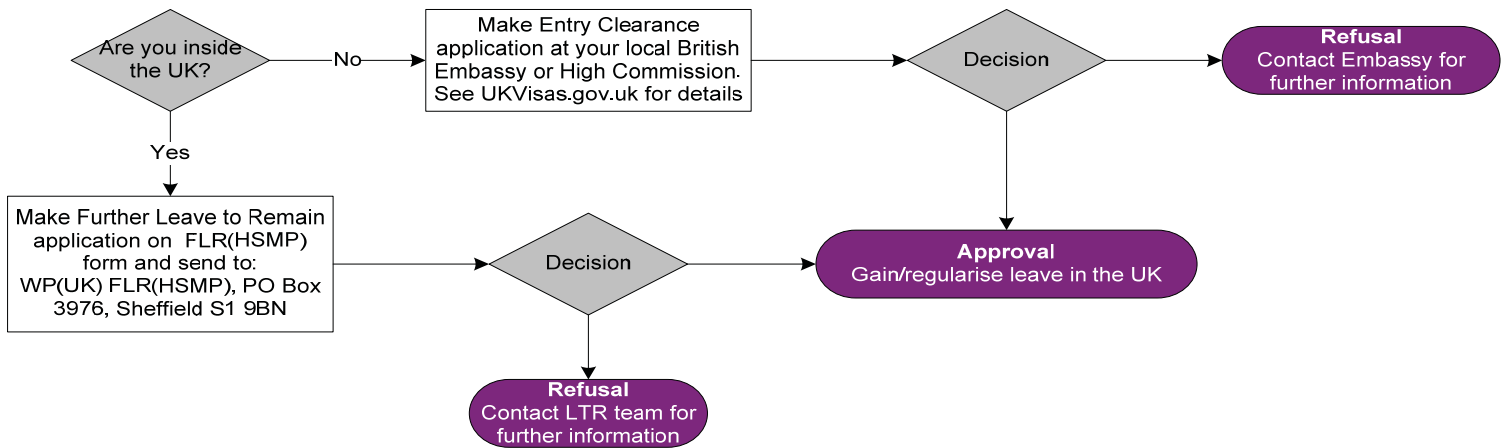 Are you inside
the UK?
No
Make Entry Clearance
application at your local British
Embassy or High Commission.
See UKVisas.gov.uk for details
Decision
Refusal
Contact Embassy for
further information
Yes
Make Further Leave to Remain
application on FLR(HSMP)
form and send to:
WP(UK) FLR(HSMP), PO Box
3976, Sheffield S1 9BN
Decision
Approval
Gain/regularise leave in the UK
Refusal
Contact LTR team for
further information